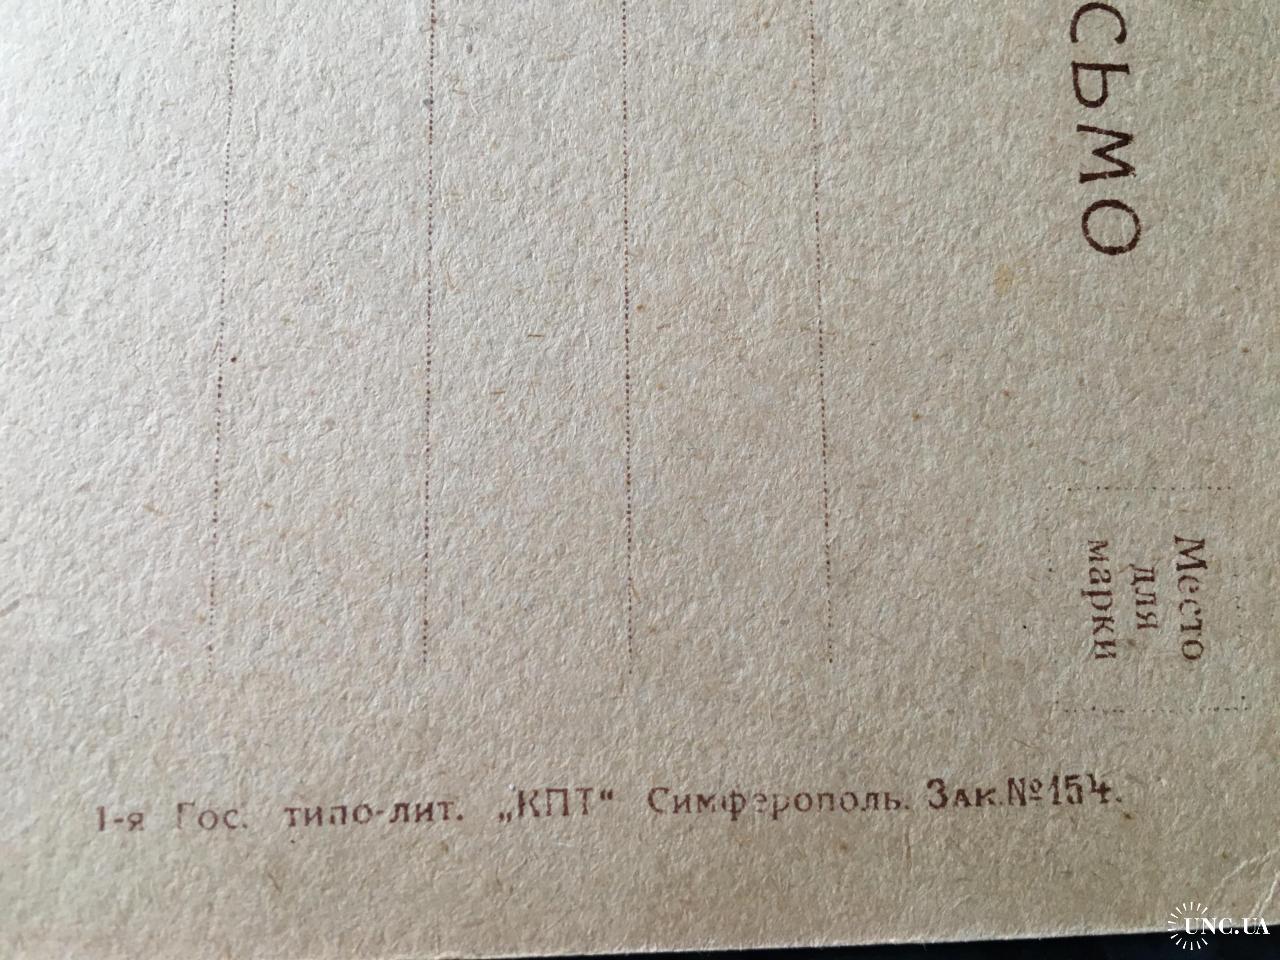 СЬМО
Место
для
марки
1-я Гос. типо-лит. „КПТ“ Симферополь. Зак.№154.
UNC.UA